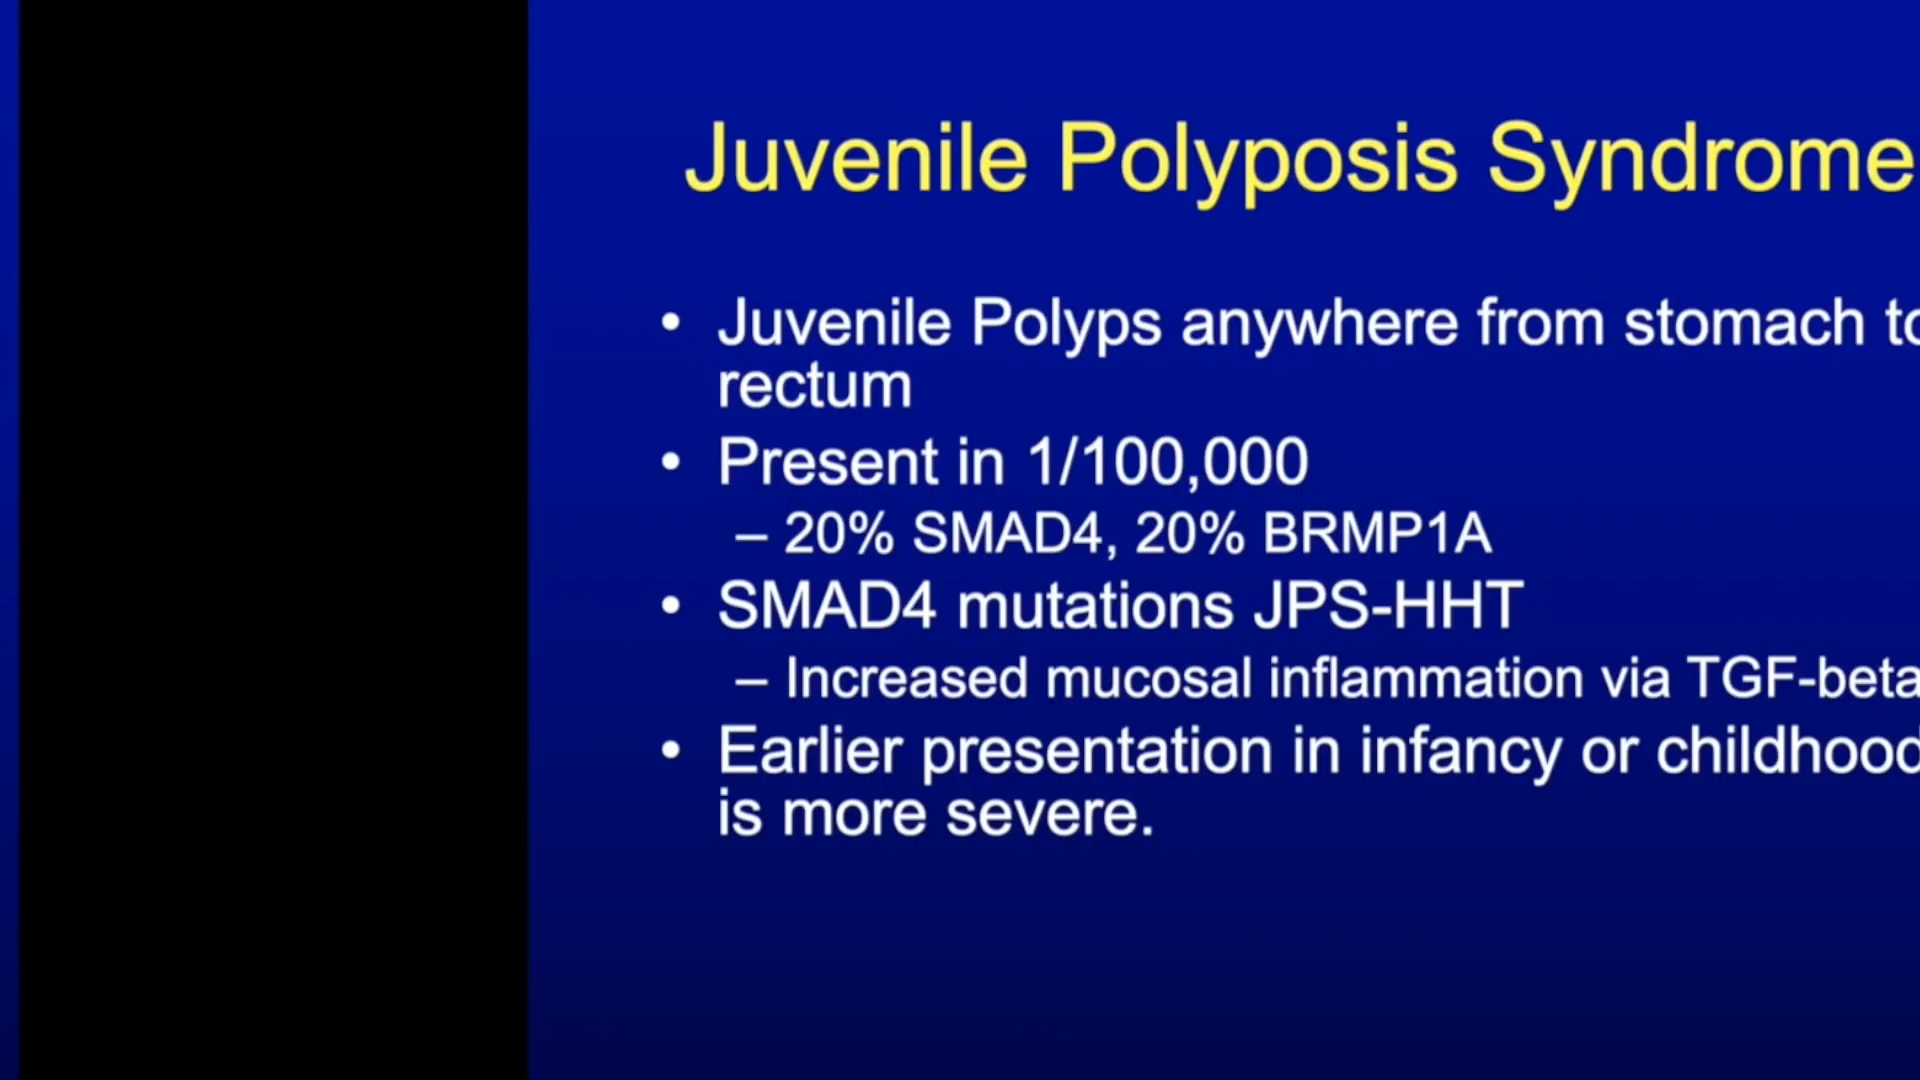 Juvenile Polyposis Syndrome
• Juvenile Polyps anywhere from stomach to
rectum
• Present in 1/100,000
– 20% SMAD4, 20% BRMP1A
• SMAD4 mutations JPS-HHT
– Increased mucosal inflammation via TGF-beta
• Earlier presentation in infancy or childhood
is more severe.